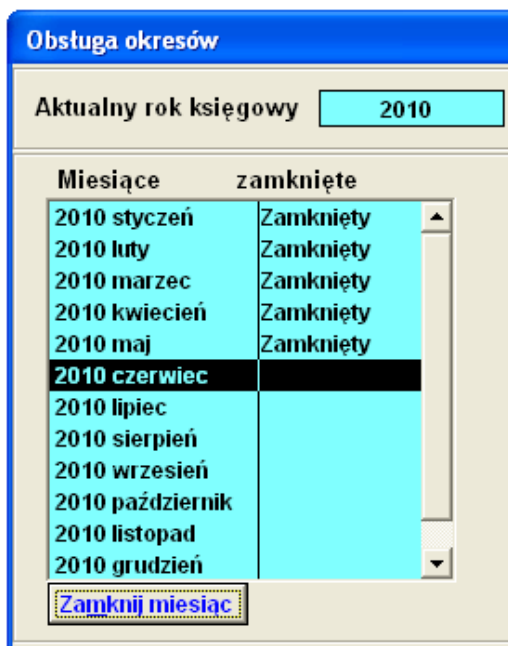 Obsługa okresów
Aktualny rok księgowy 2010
Miesiące zamknięte
2010 styczeń Zamknięty
2010 luty Zamknięty
2010 marzec Zamknięty
2010 kwiecień Zamknięty
2010 maj Zamknięty
2010 czerwiec
2010 lipiec
2010 sierpień
2010 wrzesień
2010 październik
2010 listopad
2010 grudzień
Zamknij miesiąc